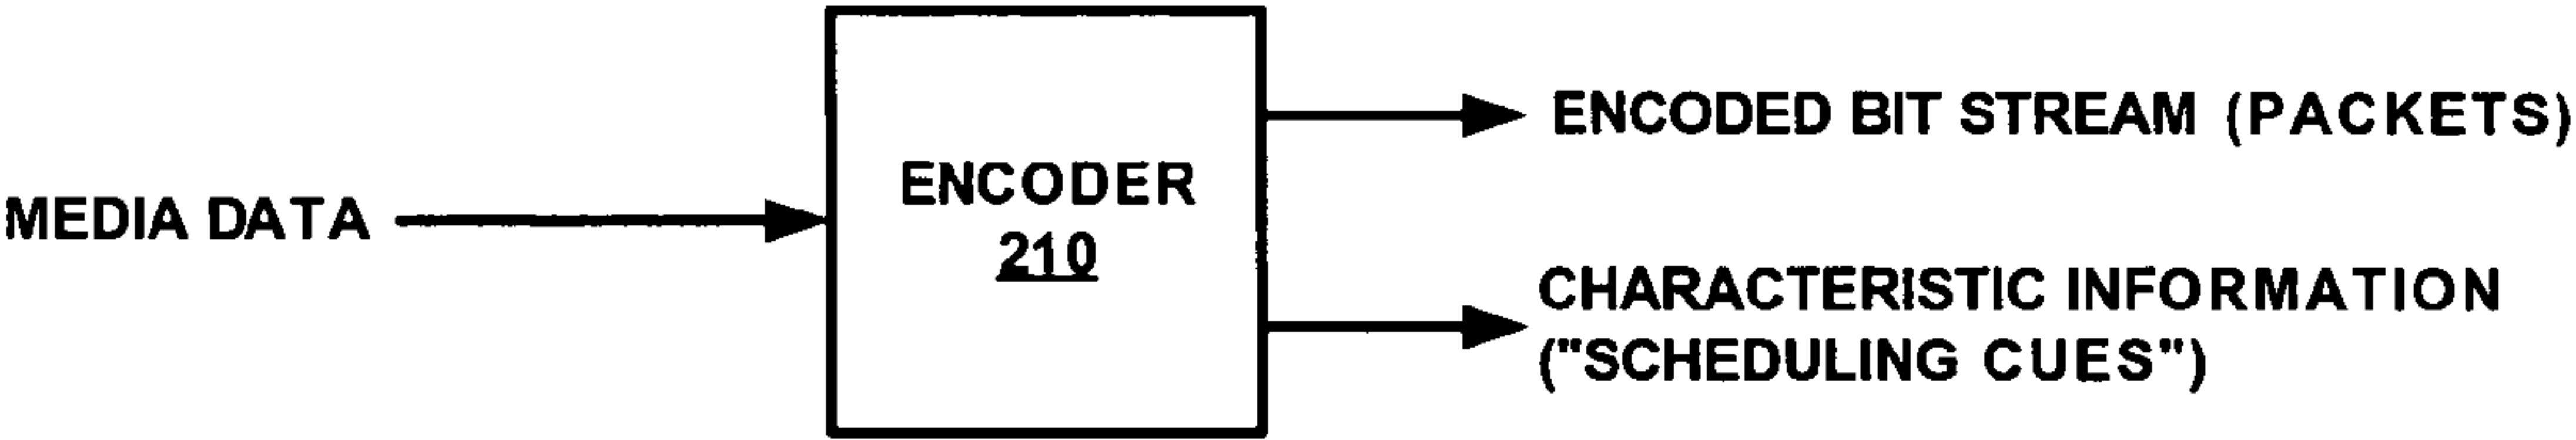 MEDIA DATA
ENCODER
210
ENCODED BIT STREAM (PACKETS)
CHARACTERISTIC INFORMATION
("SCHEDULING CUES")